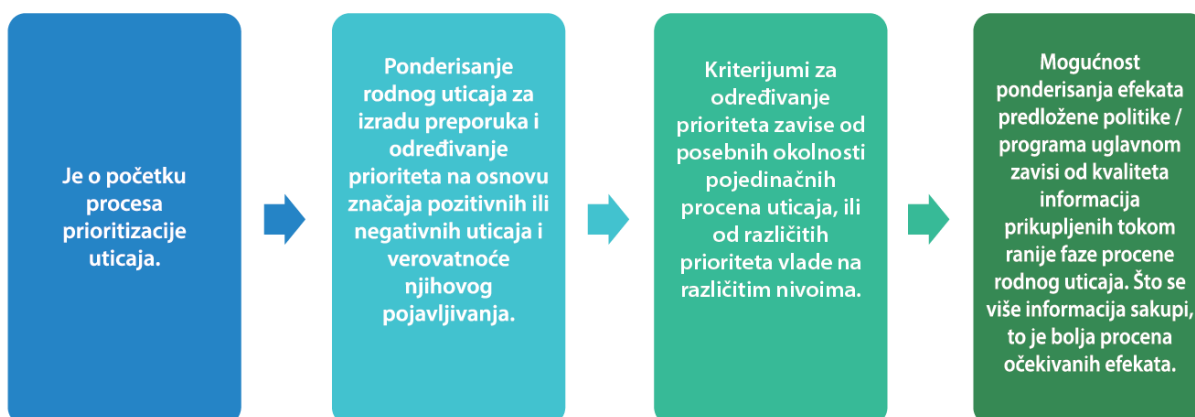 Je o početku
procesa
prioritizacije
uticaja.
Ponderisanje
rodnog uticaja za
izradu preporuka i
određivanje
prioriteta na osnovu
značaja pozitivnih ili
negativnih uticaja i
verovatnoće
njihovog
pojavljivanja.
Kriterijumi za
određivanje
prioriteta zavise od
posebnih okolnosti
pojedinačnih
procena uticaja, ili
od različitih
prioriteta vlade na
različitim nivoima.
Mogućnost
ponderisanja efekata
predložene politike /
programa uglavnom
zavisi od kvaliteta
informacija
prikupljenih tokom
ranije faze procene
rodnog uticaja. Što se
više informacija sakupi,
to je bolja procena
očekivanih efekata.